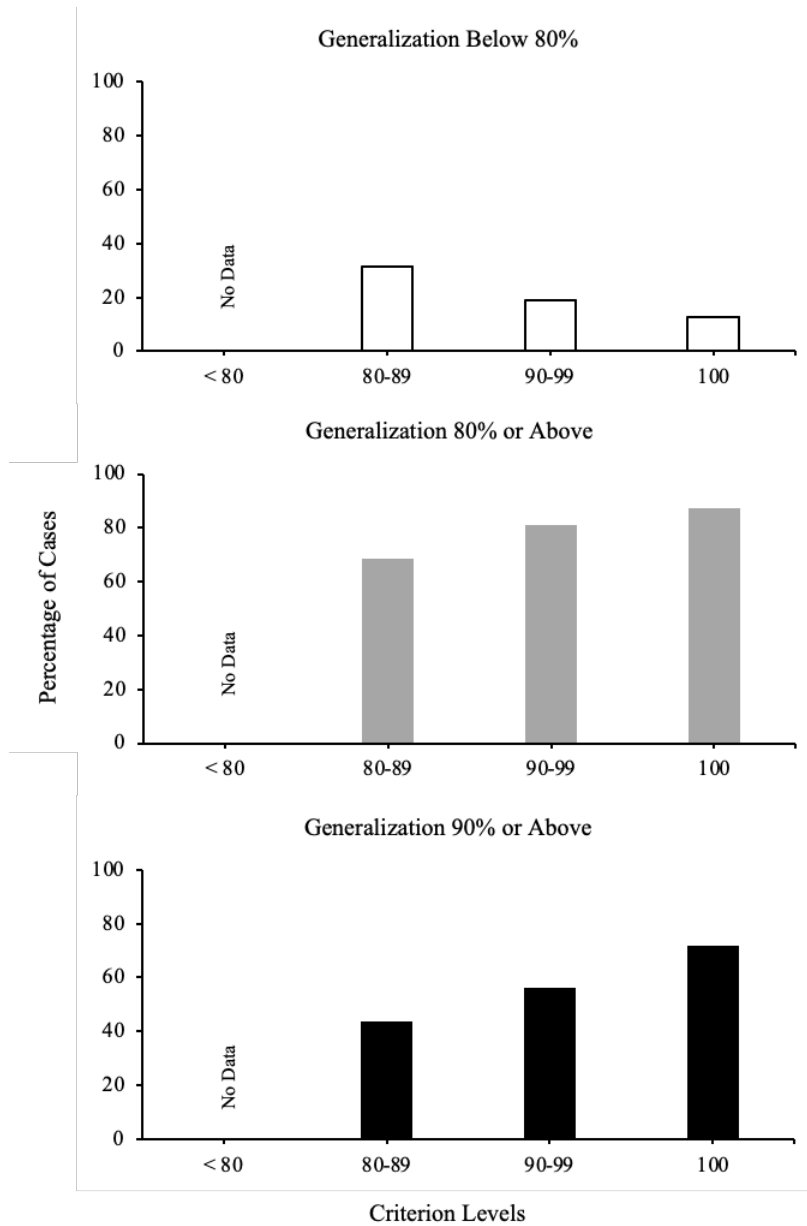 Generalization Below 80%
100
80
60
40
20
0
No Data
< 80 80-89 90-99 100
Generalization 80% or Above
100
80
60
40
20
0
No Data
< 80 80-89 90-99 100
Percentage of Cases
Generalization 90% or Above
100
80
60
40
20
0
No Data
< 80 80-89 90-99 100
Criterion Levels